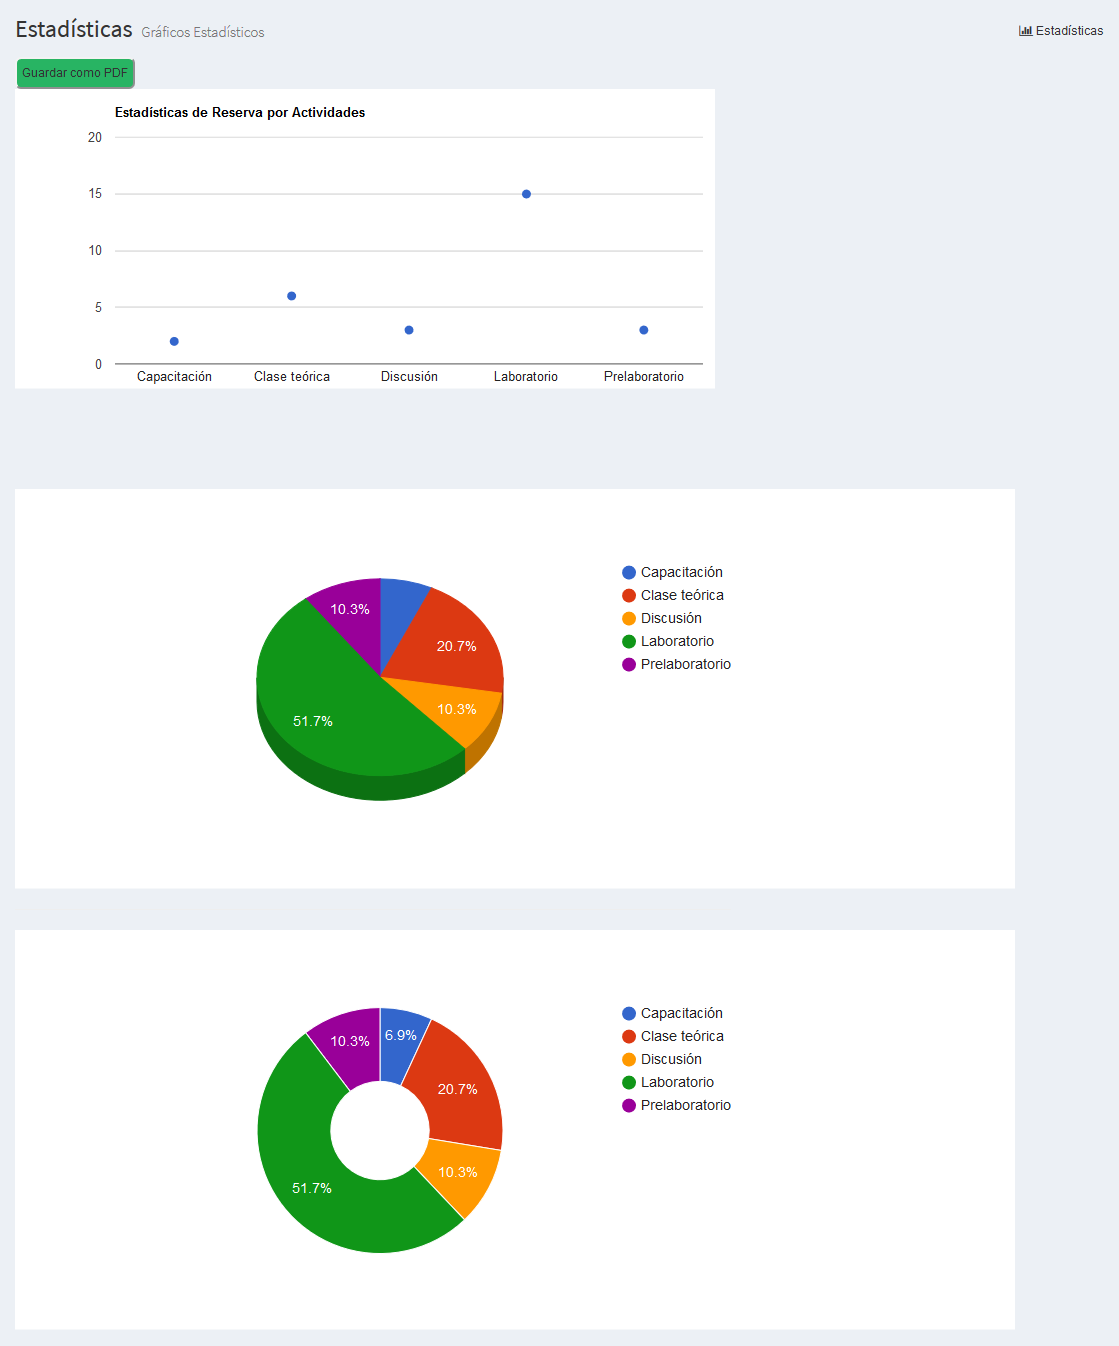 Estadísticas Gráficos Estadísticos
Estadísticas
Guardar como PDF
Estadísticas de Reserva por Actividades
20
15
10
5
0
Capacitación Clase teórica Discusión Laboratorio Prelaboratorio
10.3%
20.7%
10.3%
51.7%
Capacitación
Clase teórica
Discusión
Laboratorio
Prelaboratorio
10.3%
6.9%
20.7%
10.3%
51.7%
Capacitación
Clase teórica
Discusión
Laboratorio
Prelaboratorio